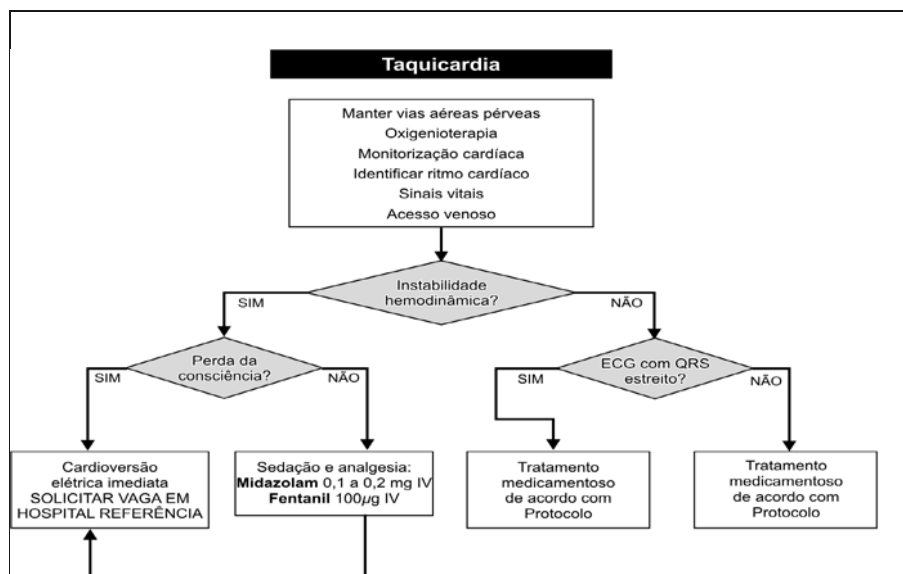 Taquicardia
Manter vias aéreas pérveas
Oxigenioterapia
Monitorização cardíaca
Identificar ritmo cardíaco
Sinais vitais
Acesso venoso
Instabilidade
hemodinâmica?
SIM
NÃO
Perda da
consciência?
SIM
NÃO
ECG com QRS
estreito?
SIM
NÃO
Cardioversão
elétrica imediata
SOLICITAR VAGA EM
HOSPITAL REFERÊNCIA
Sedação e analgesia:
Midazolam 0,1 a 0,2 mg IV
Fentanil 100µg IV
Tratamento
medicamentoso
de acordo com
Protocolo
Tratamento
medicamentoso
de acordo com
Protocolo